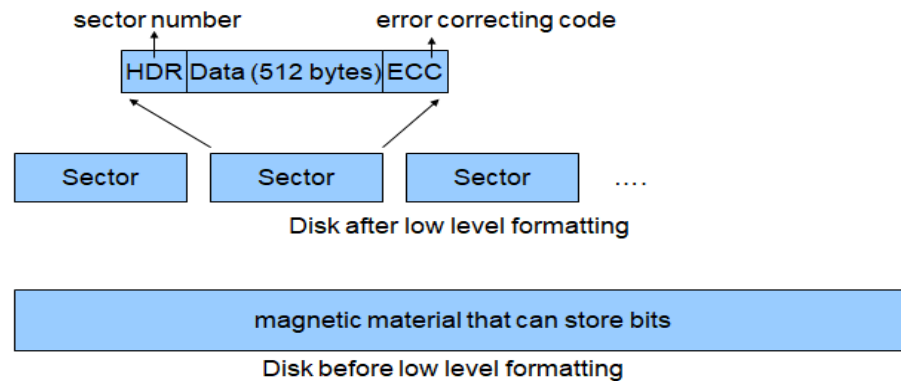 sector number error correcting code
HDR Data (512 bytes) ECC
Sector Sector Sector ....
Disk after low level formatting
magnetic material that can store bits
Disk before low level formatting